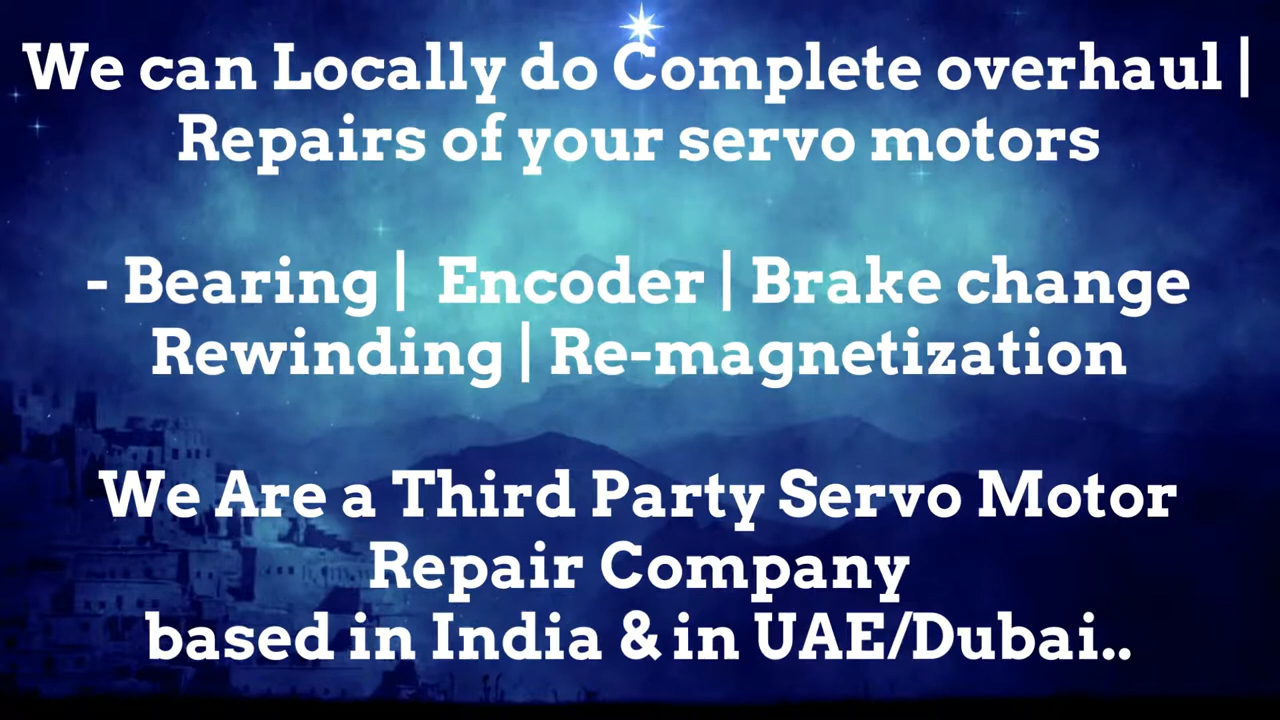 We can Locally do Complete overhaul |
Repairs of your servo motors
- Bearing | Encoder | Brake change
Rewinding | Re-magnetization
We Are a Third Party Servo Motor
Repair Company
based in India & in UAE/Dubai..